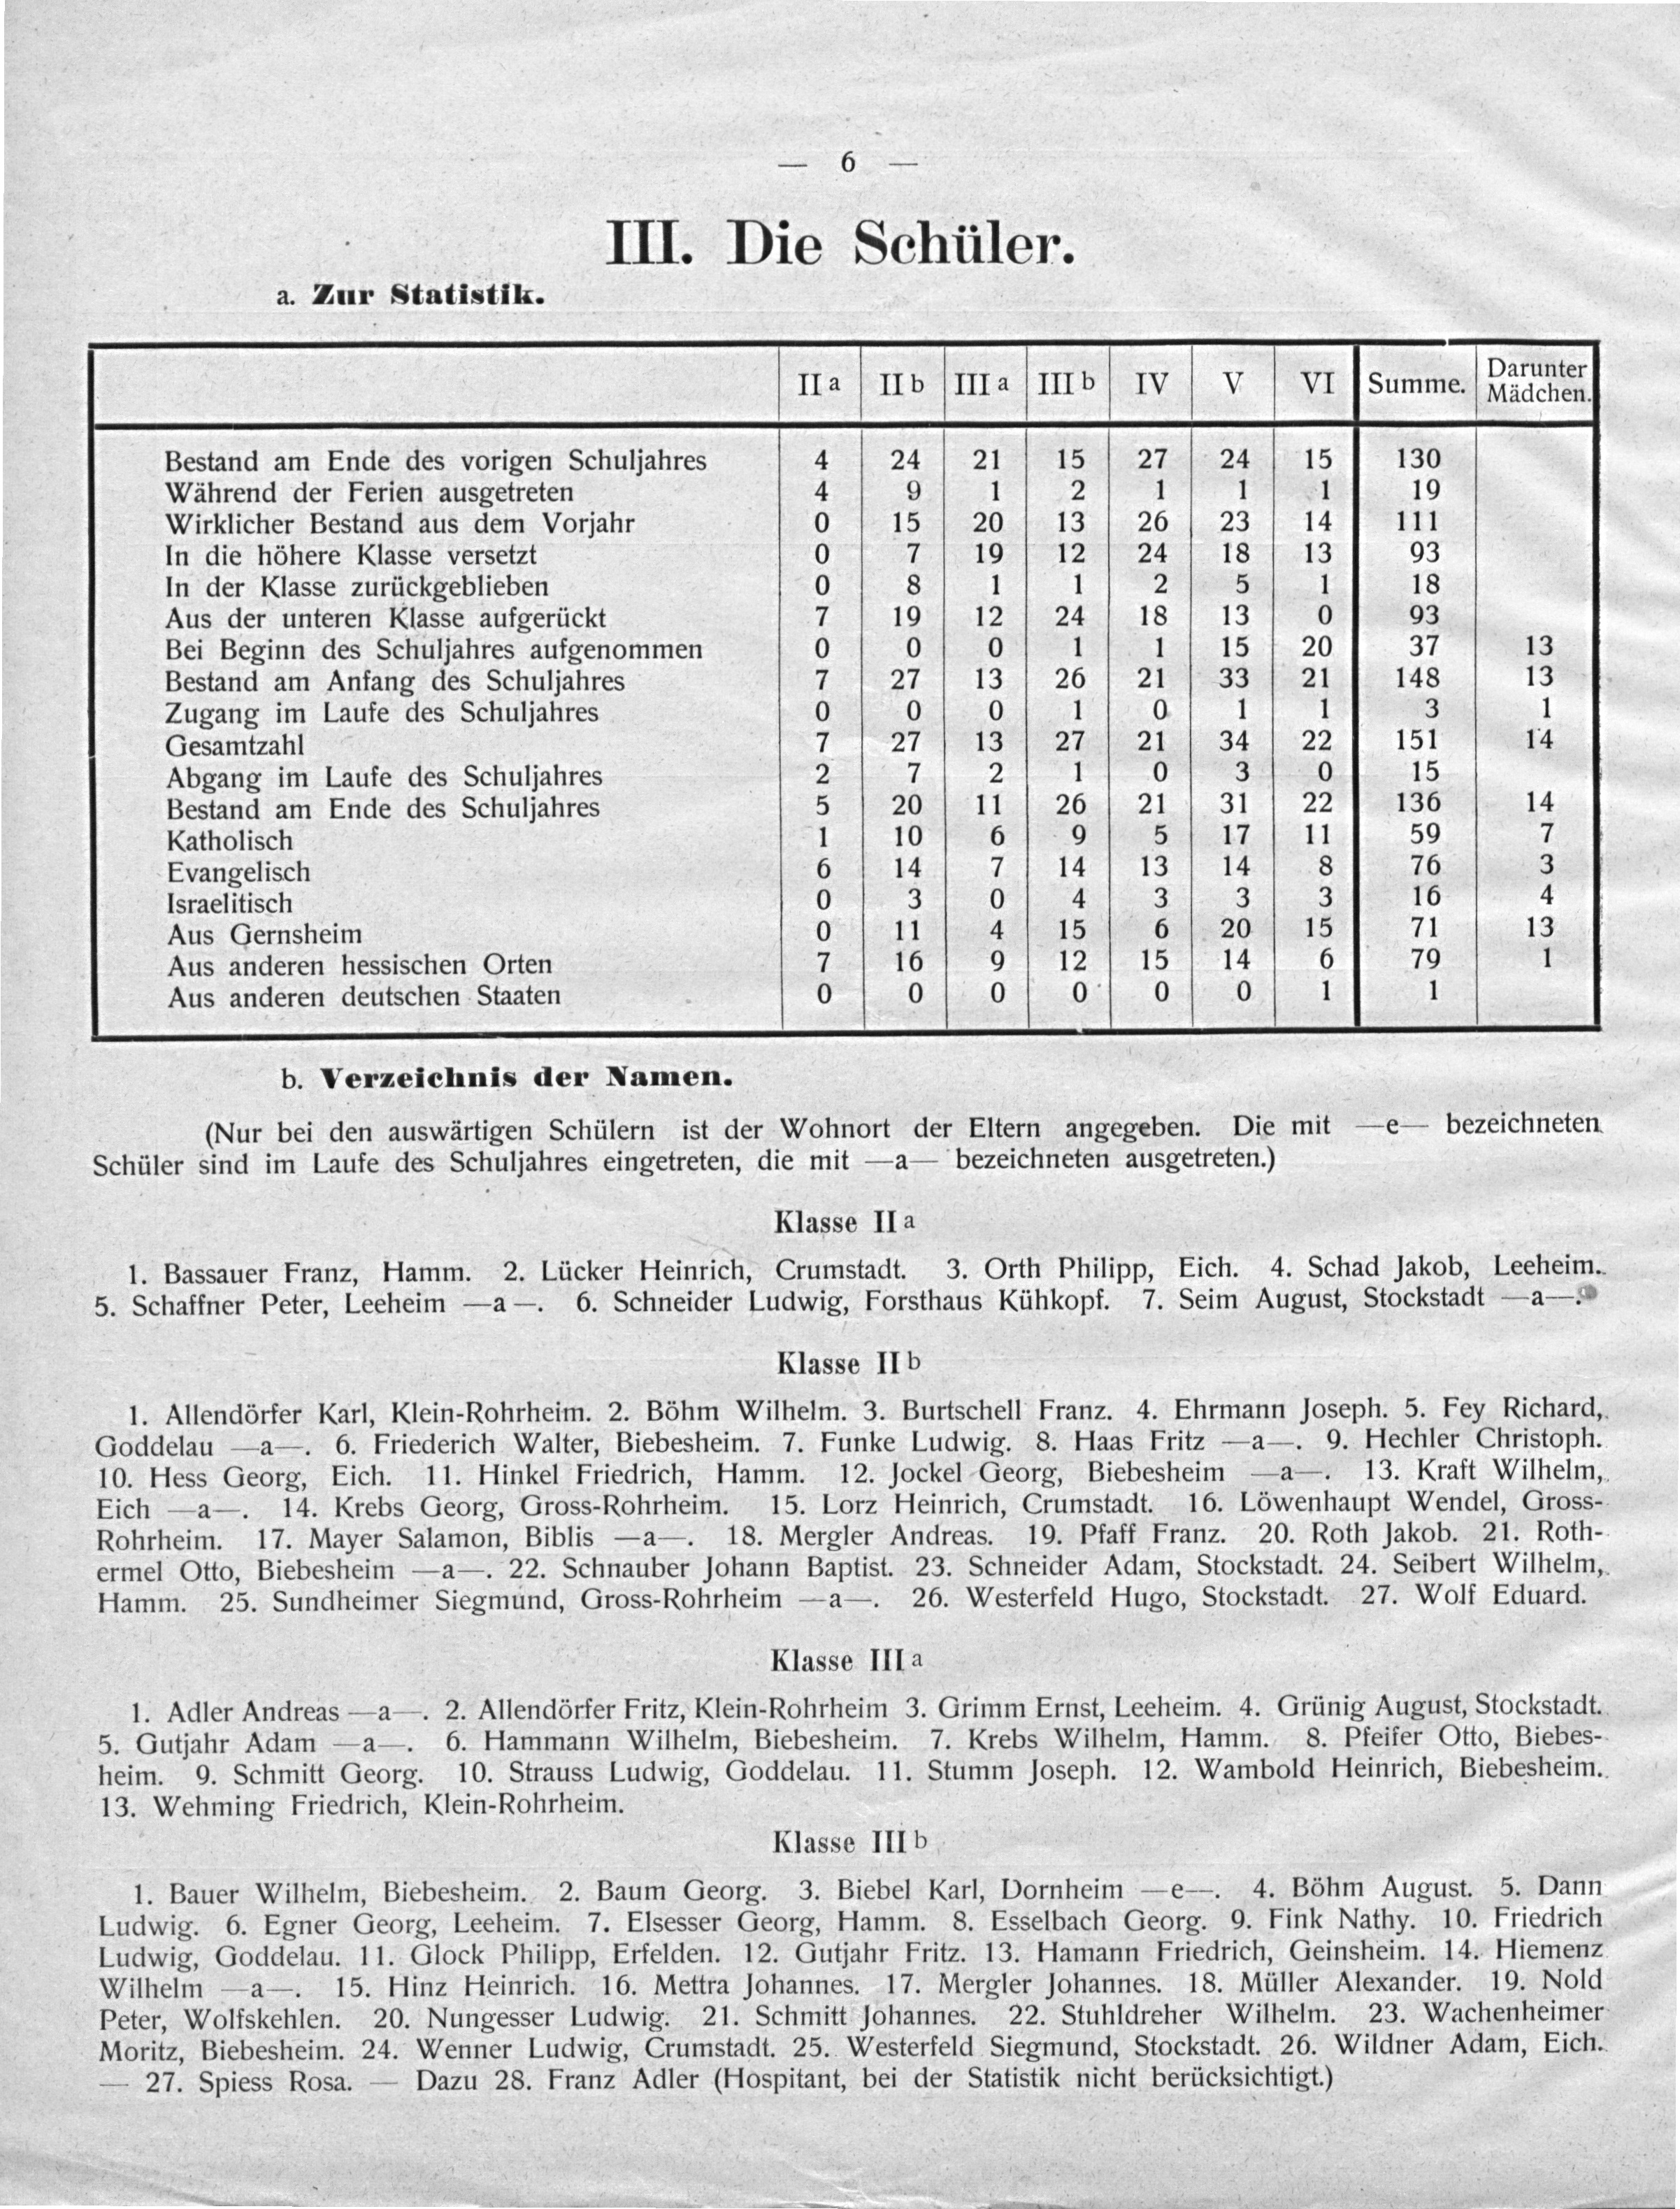 — 6 —
III. Die Schüler.
a. Zur Statistik.
II a II b III a III b IV V VI Summe. Darunter Mädchen.
Bestand am Ende des vorigen Schuljahres 4 24 21 15 27 24 15 130
Während der Ferien ausgetreten 4 9 1 2 1 1 1 19
Wirklicher Bestand aus dem Vorjahr 0 15 20 13 26 23 14 111
In die höhere Klasse versetzt 0 7 19 12 24 18 13 93
In der Klasse zurückgeblieben 0 8 1 1 2 5 1 18
Aus der unteren Klasse aufgerückt 7 19 12 24 18 13 0 93
Bei Beginn des Schuljahres aufgenommen 0 0 0 1 1 15 20 37 13
Bestand am Anfang des Schuljahres 7 27 13 26 21 33 21 148 13
Zugang im Laufe des Schuljahres 0 0 0 1 0 1 1 3 1
Gesamtzahl 7 27 13 27 21 34 22 151 14
Abgang im Laufe des Schuljahres 2 7 2 1 0 3 0 15
Bestand am Ende des Schuljahres 5 20 11 26 21 31 22 136 14
Katholisch 1 10 6 9 5 17 11 59 7
Evangelisch 6 14 7 14 13 14 8 76 3
Israelitisch 0 3 0 4 3 3 3 16 4
Aus Gernsheim 0 11 4 15 6 20 15 71 13
Aus anderen hessischen Orten 7 16 9 12 15 14 6 79 1
Aus anderen deutschen Staaten 0 0 0 0 0 0 1 1
b. Verzeichnis der Namen.
(Nur bei den auswärtigen Schülern ist der Wohnort der Eltern angegeben. Die mit —e— bezeichneten
Schüler sind im Laufe des Schuljahres eingetreten, die mit —a— bezeichneten ausgetreten.)
Klasse II a
1. Bassauer Franz, Hamm. 2. Lücker Heinrich, Crumstadt. 3. Orth Philipp, Eich. 4. Schad Jakob, Leeheim.
5. Schaffner Peter, Leeheim —a—. 6. Schneider Ludwig, Forsthaus Kühkopf. 7. Seim August, Stockstadt —a—.
Klasse II b
1. Allendörfer Karl, Klein-Rohrheim. 2. Böhm Wilhelm. 3. Burtschell Franz. 4. Ehrmann Joseph. 5. Fey Richard,
Goddelau —a—. 6. Friederich Walter, Biebesheim. 7. Funke Ludwig. 8. Haas Fritz —a—. 9. Hechler Christoph.
10. Hess Georg, Eich. 11. Hinkel Friedrich, Hamm. 12. Jockel Georg, Biebesheim —a—. 13. Kraft Wilhelm,
Eich —a—. 14. Krebs Georg, Gross-Rohrheim. 15. Lorz Heinrich, Crumstadt. 16. Löwenhaupt Wendel, Gross-
Rohrheim. 17. Mayer Salamon, Biblis —a—. 18. Mergler Andreas. 19. Pfaff Franz. 20. Roth Jakob. 21. Roth-
ermel Otto, Biebesheim —a—. 22. Schnauber Johann Baptist. 23. Schneider Adam, Stockstadt. 24. Seibert Wilhelm,
Hamm. 25. Sundheimer Siegmund, Gross-Rohrheim —a—. 26. Westerfeld Hugo, Stockstadt. 27. Wolf Eduard.
Klasse III a
1. Adler Andreas —a—. 2. Allendörfer Fritz, Klein-Rohrheim 3. Grimm Ernst, Leeheim. 4. Grünig August, Stockstadt.
5. Gutjahr Adam —a—. 6. Hammann Wilhelm, Biebesheim. 7. Krebs Wilhelm, Hamm. 8. Pfeifer Otto, Biebes-
heim. 9. Schmitt Georg. 10. Strauss Ludwig, Goddelau. 11. Stumm Joseph. 12. Wambold Heinrich, Biebesheim.
13. Wehming Friedrich, Klein-Rohrheim.
Klasse III b
1. Bauer Wilhelm, Biebesheim. 2. Baum Georg. 3. Biebel Karl, Dornheim —e—. 4. Böhm August. 5. Dann
Ludwig. 6. Egner Georg, Leeheim. 7. Elsesser Georg, Hamm. 8. Esselbach Georg. 9. Fink Nathy. 10. Friedrich
Ludwig, Goddelau. 11. Glock Philipp, Erfelden. 12. Gutjahr Fritz. 13. Hamann Friedrich, Geinsheim. 14. Hiemenz
Wilhelm —a—. 15. Hinz Heinrich. 16. Mettra Johannes. 17. Mergler Johannes. 18. Müller Alexander. 19. Nold
Peter, Wolfskehlen. 20. Nungesser Ludwig. 21. Schmitt Johannes. 22. Stuhldreher Wilhelm. 23. Wachenheimer
Moritz, Biebesheim. 24. Wenner Ludwig, Crumstadt. 25. Westerfeld Siegmund, Stockstadt. 26. Wildner Adam, Eich.
— 27. Spiess Rosa. — Dazu 28. Franz Adler (Hospitant, bei der Statistik nicht berücksichtigt.)